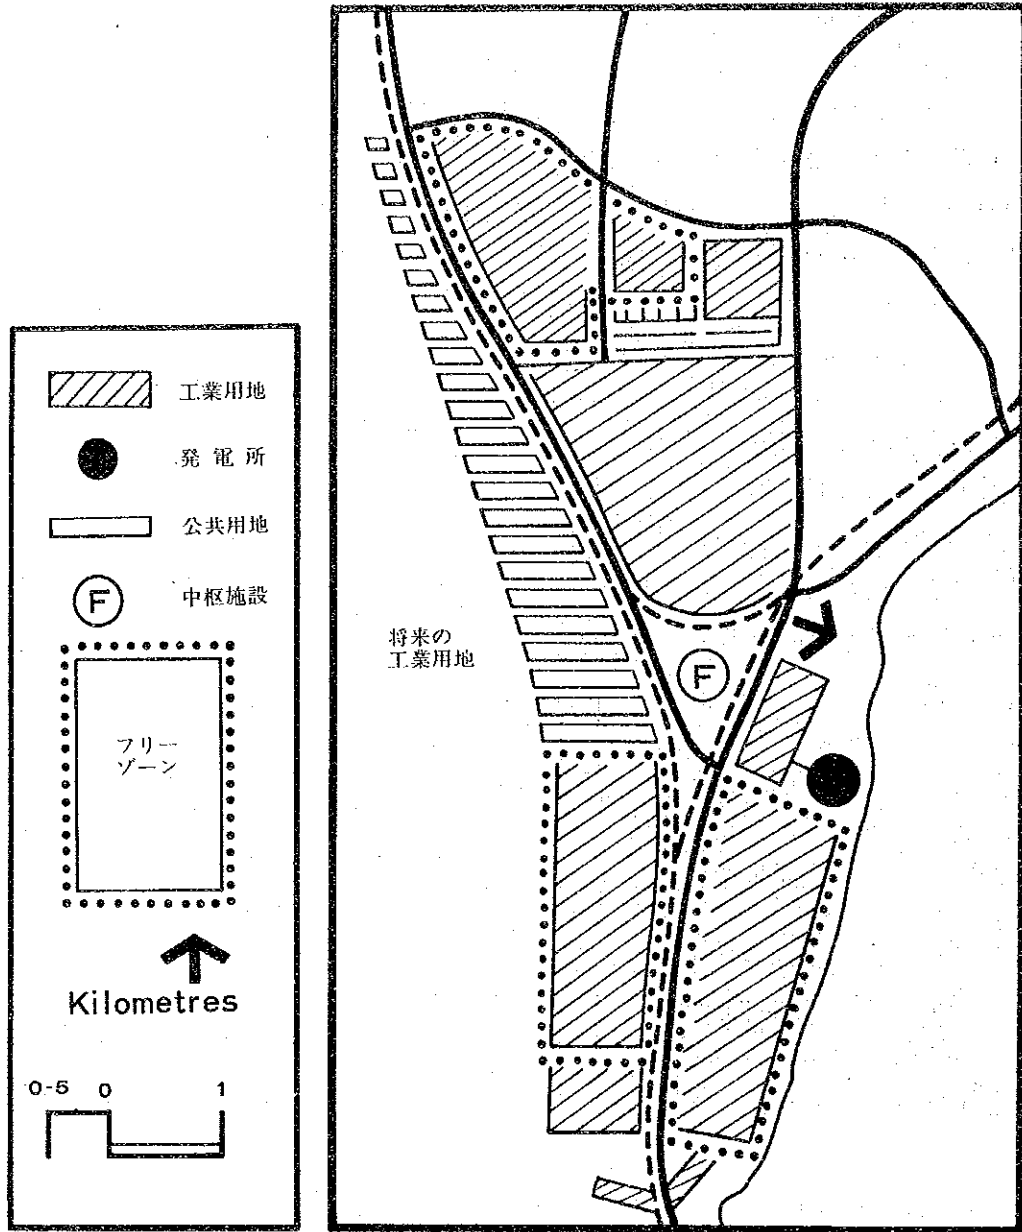 工業用地
発電所
公共用地
F
中枢施設
フリー
ゾーン
Kilometres
0-5 0 1
将来の
工業用地
F